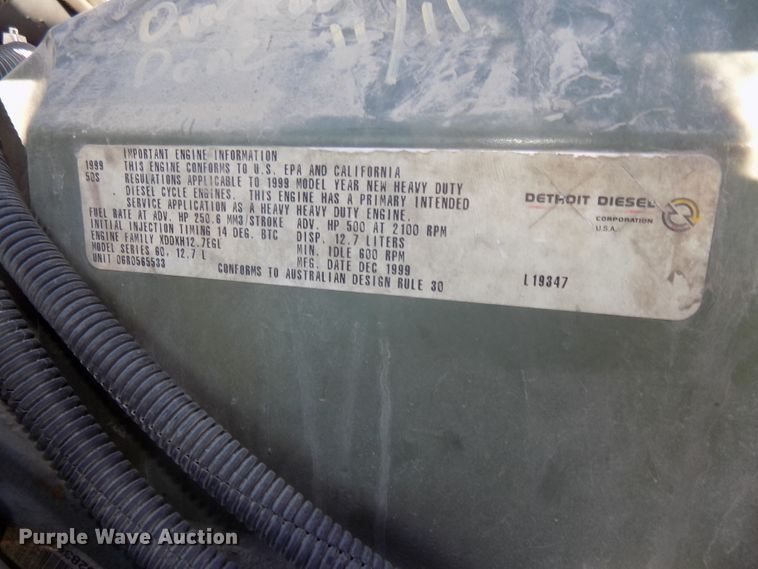 Done
1999 IMPORTANT ENGINE INFORMATION
50S THIS ENGINE CONFORMS TO U.S. EPA AND CALIFORNIA
REGULATIONS APPLICABLE TO 1999 MODEL YEAR NEW HEAVY DUTY
DIESEL CYCLE ENGINES. THIS ENGINE HAS A PRIMARY INTENDED
SERVICE APPLICATION AS A HEAVY HEAVY DUTY ENGINE.
FUEL RATE AT ADV. HP 250.6 MM3 STROKE ADV. HP 500 AT 2100 RPM
INITIAL INJECTION TIMING 14 DEG. BTC DISP. 12.7 LITERS
ENGINE FAMILY XDDXH12.7EGL MIN. IDLE 600 RPM
MODEL SERIES 60, 12.7 L MFG. DATE DEC 1999
UNIT 06R0565533 CONFORMS TO AUSTRALIAN DESIGN RULE 30
DETROIT DIESEL
CORPORATION
U.S.A.
L19347
Purple Wave Auction